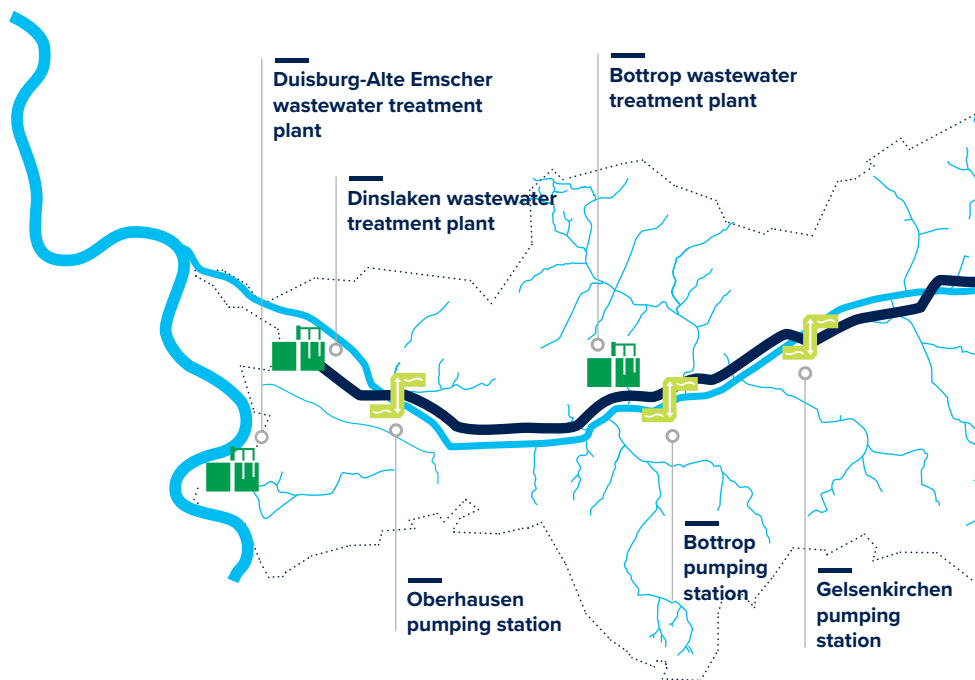 Duisburg-Alte Emscher
wastewater treatment
plant
Bottrop wastewater
treatment plant
Dinslaken wastewater
treatment plant
Bottrop
pumping
station
Oberhausen
pumping station
Gelsenkirchen
pumping
station